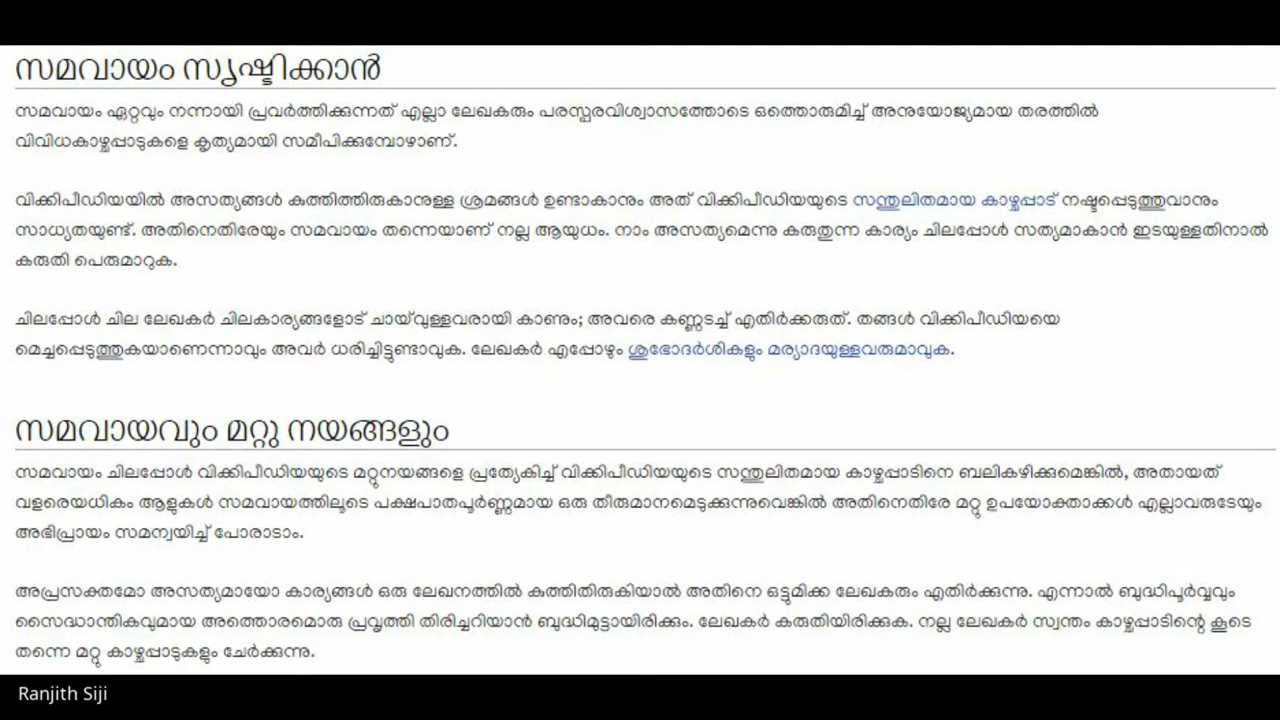 സമവായം സൃഷ്ടിക്കാൻ
സമവായം ഏറ്റവും നന്നായി പ്രവർത്തിക്കുന്നത് എല്ലാ ലേഖകരും പരസ്പരവിശ്വാസത്തോടെ ഒത്തൊരുമിച്ച് അനുയോജ്യമായ തരത്തിൽ
വിവിധകാഴ്ചപ്പാടുകളെ കൃത്യമായി സമീപിക്കുമ്പോഴാണ്.
വിക്കിപീഡിയയിൽ അസത്യങ്ങൾ കുത്തിത്തിരുകാനുള്ള ശ്രമങ്ങൾ ഉണ്ടാകാനും അത് വിക്കിപീഡിയയുടെ സന്തുലിതമായ കാഴ്ചപ്പാട് നഷ്ടപ്പെടുത്തുവാനും
സാധ്യതയുണ്ട്. അതിനെതിരേയും സമവായം തന്നെയാണ് നല്ല ആയുധം. നാം അസത്യമെന്നു കരുതുന്ന കാര്യം ചിലപ്പോൾ സത്യമാകാൻ ഇടയുള്ളതിനാൽ
കരുതി പെരുമാറുക.
ചിലപ്പോൾ ചില ലേഖകർ ചിലകാര്യങ്ങളോട് ചായ്‌വുള്ളവരായി കാണും; അവരെ കണ്ണടച്ച് എതിർക്കരുത്. തങ്ങൾ വിക്കിപീഡിയയെ
മെച്ചപ്പെടുത്തുകയാണെന്നാവും അവർ ധരിച്ചിട്ടുണ്ടാവുക. ലേഖകർ എപ്പോഴും ശുഭോദർശികളും മര്യാദയുള്ളവരുമാവുക.
സമവായവും മറ്റു നയങ്ങളും
സമവായം ചിലപ്പോൾ വിക്കിപീഡിയയുടെ മറ്റുനയങ്ങളെ പ്രത്യേകിച്ച് വിക്കിപീഡിയയുടെ സന്തുലിതമായ കാഴ്ചപ്പാടിനെ ബലികഴിക്കുമെങ്കിൽ, അതായത്
വളരെയധികം ആളുകൾ സമവായത്തിലൂടെ പക്ഷപാതപൂർണ്ണമായ ഒരു തീരുമാനമെടുക്കുന്നുവെങ്കിൽ അതിനെതിരേ മറ്റു ഉപയോക്താക്കൾ എല്ലാവരുടേയും
അഭിപ്രായം സമന്വയിച്ച് പോരാടാം.
അപ്രസക്തമോ അസത്യമായോ കാര്യങ്ങൾ ഒരു ലേഖനത്തിൽ കുത്തിതിരുകിയാൽ അതിനെ ഒട്ടുമിക്ക ലേഖകരും എതിർക്കുന്നു. എന്നാൽ ബുദ്ധിപൂർവ്വവും
സൈദ്ധാന്തികവുമായ അത്തൊരമൊരു പ്രവൃത്തി തിരിച്ചറിയാൻ ബുദ്ധിമുട്ടായിരിക്കും. ലേഖകർ കരുതിയിരിക്കുക. നല്ല ലേഖകർ സ്വന്തം കാഴ്ചപ്പാടിന്റെ കൂടെ
തന്നെ മറ്റു കാഴ്ചപ്പാടുകളും ചേർക്കുന്നു.
Ranjith Siji